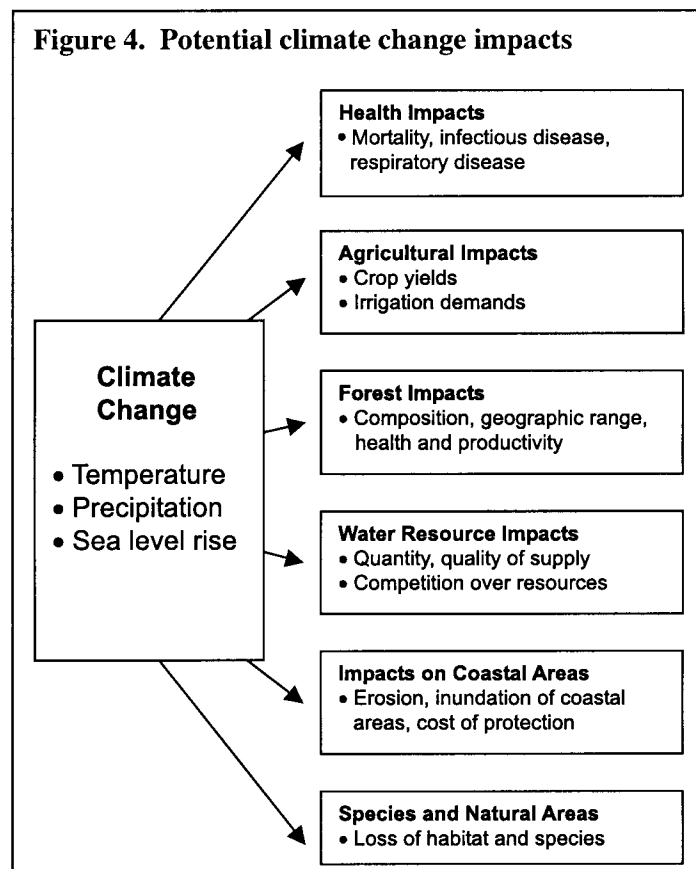 Figure 4. Potential climate change impacts
Health Impacts
• Mortality, infectious disease,
respiratory disease
Agricultural Impacts
• Crop yields
• Irrigation demands
Climate
Change
• Temperature
• Precipitation
• Sea level rise
Forest Impacts
• Composition, geographic range,
health and productivity
Water Resource Impacts
• Quantity, quality of supply
• Competition over resources
Impacts on Coastal Areas
• Erosion, inundation of coastal
areas, cost of protection
Species and Natural Areas
• Loss of habitat and species